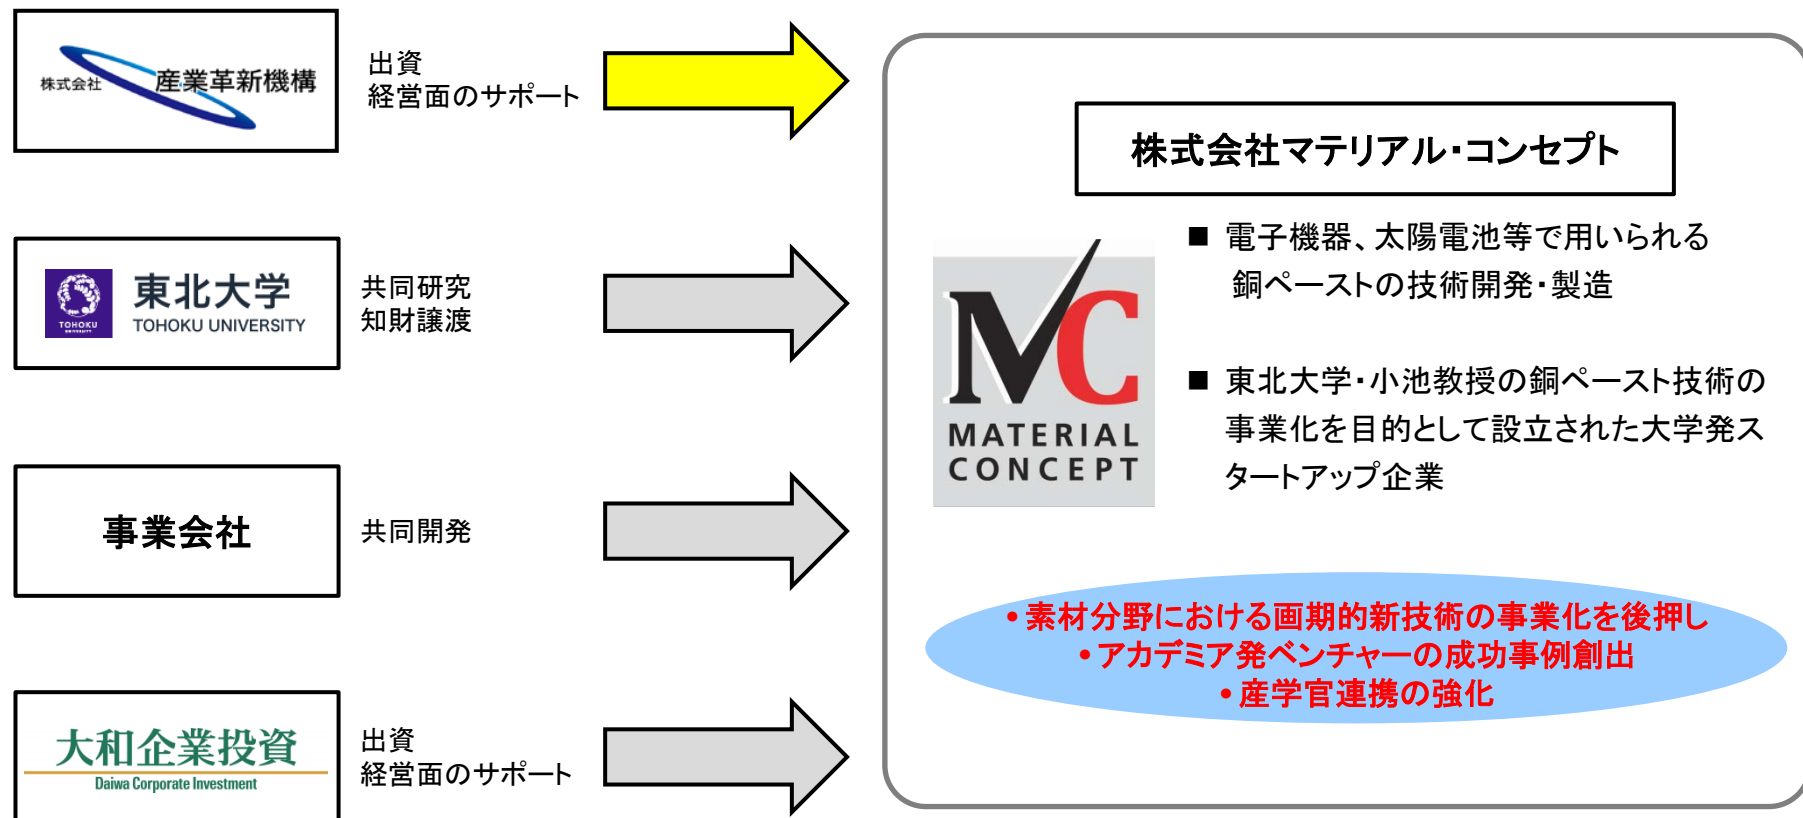 株式会社 産業革新機構
出資
経営面のサポート
東北大学
TOHOKU UNIVERSITY
TOHOKU
UNIVERSITY
共同研究
知財譲渡
事業会社
共同開発
大和企業投資
Daiwa Corporate Investment
出資
経営面のサポート
株式会社マテリアル・コンセプト
MC
MATERIAL
CONCEPT
■ 電子機器、太陽電池等で用いられる
銅ペーストの技術開発・製造
■ 東北大学・小池教授の銅ペースト技術の
事業化を目的として設立された大学発ス
タートアップ企業
•素材分野における画期的新技術の事業化を後押し
•アカデミア発ベンチャーの成功事例創出
•産学官連携の強化